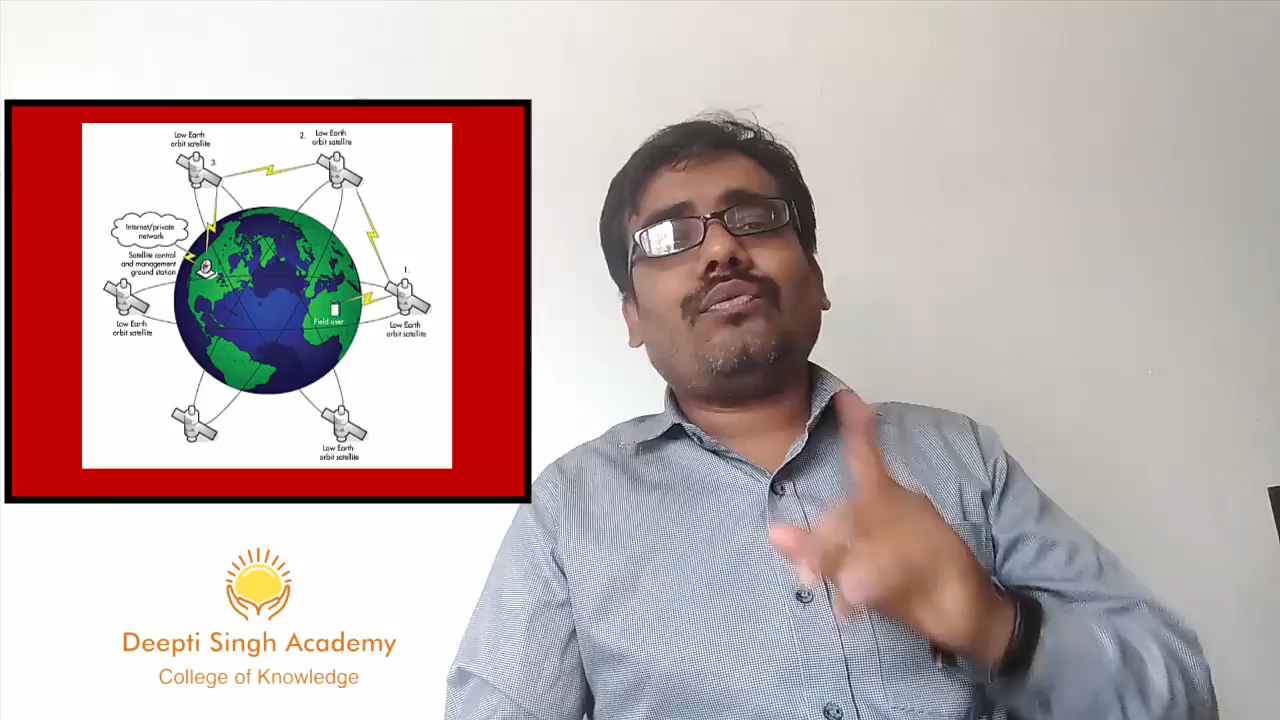 Low Earth
orbit satellite
2.
Low Earth
orbit satellite
3.
Internet/private
network
Satellite control
and management
ground station
1.
Low Earth
orbit satellite
Field user
Low Earth
orbit satellite
Low Earth
orbit satellite
Deepti Singh Academy
College of Knowledge